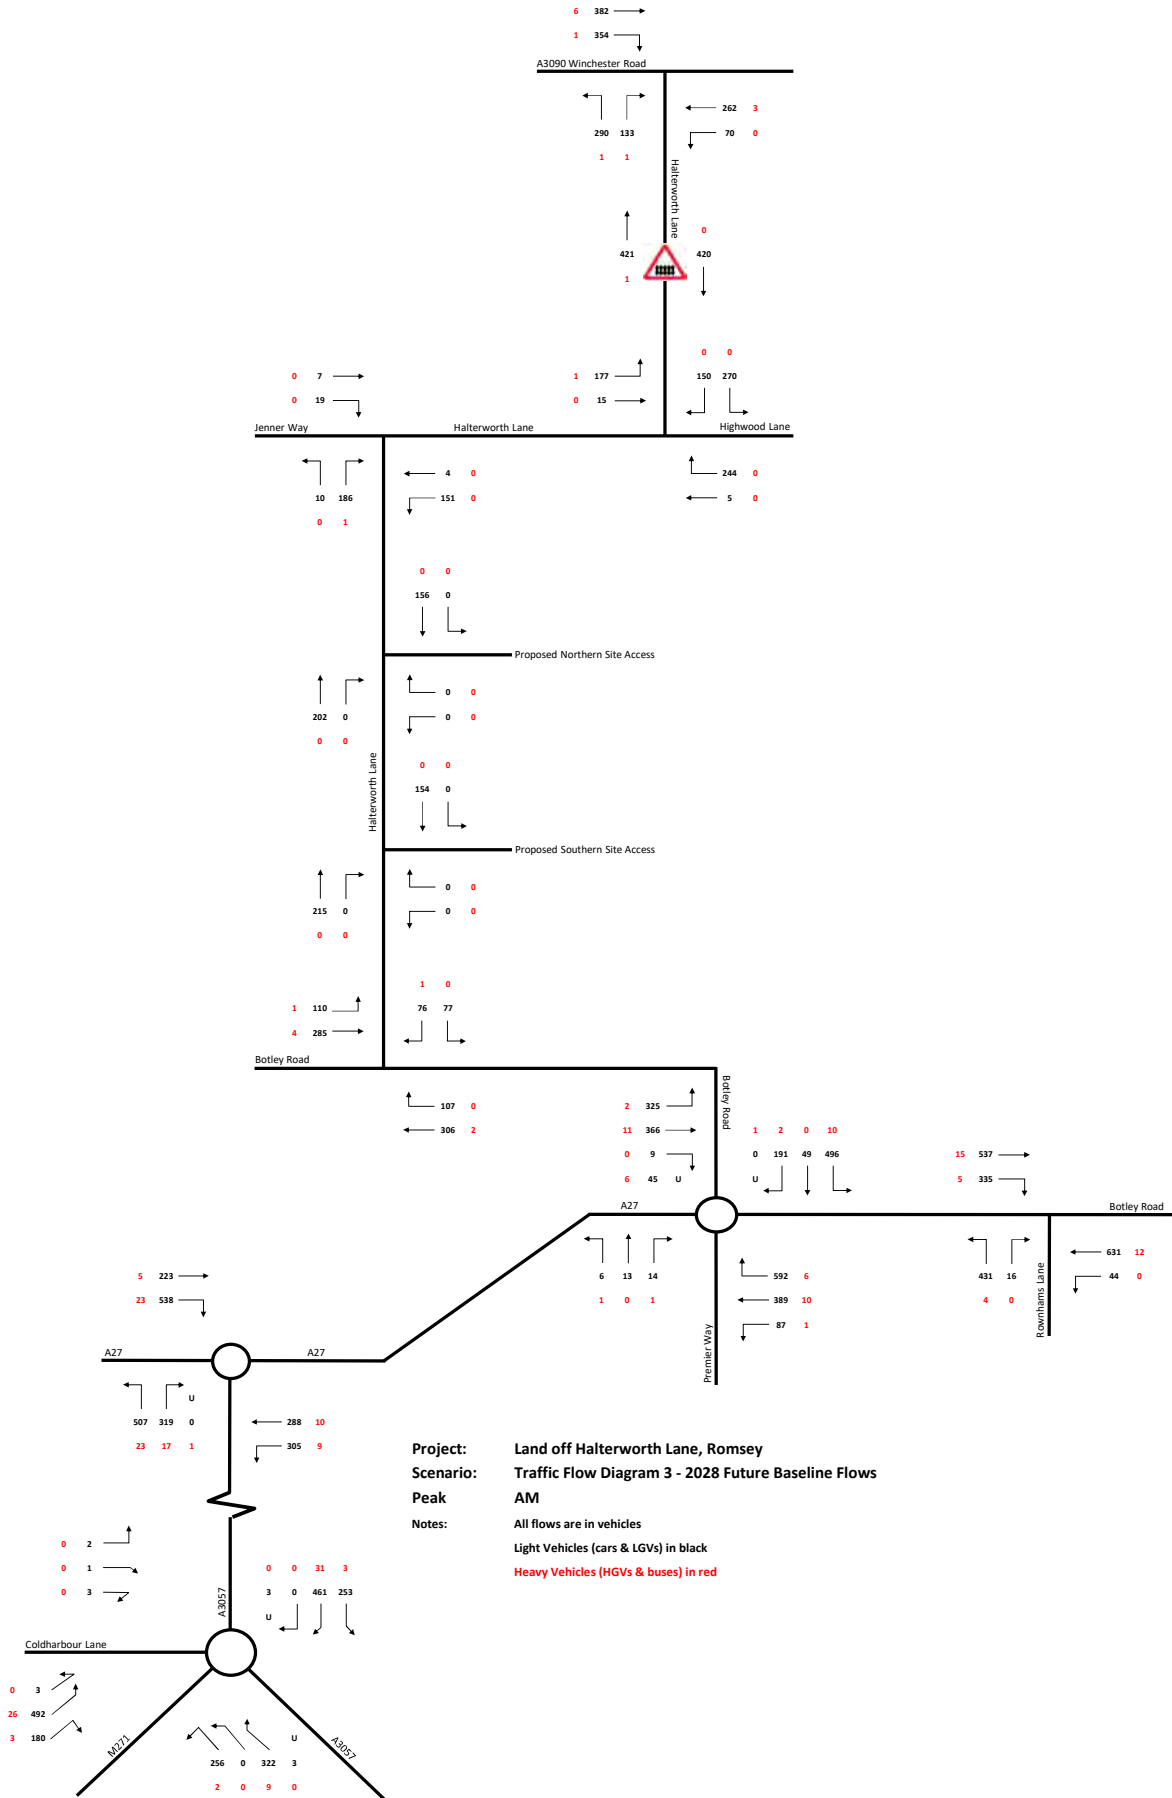 6 382
1 354
A3090 Winchester Road
262 3
290 133
70 0
1 1
Halterworth Lane
0
421
420
1
0 0
0 7
1 177
150 270
0 19
0 15
Jenner Way
Halterworth Lane
Highwood Lane
4 0
244 0
10 186
151 0
5 0
0 1
0 0
156 0
Proposed Northern Site Access
0 0
202 0
0 0
0 0
0 0
154 0
Halterworth Lane
Proposed Southern Site Access
0 0
215 0
0 0
0 0
1 0
1 110
76 77
4 285
Botley Road
Botley Road
107 0
2 325
306 2
11 366
1 2 0 10
0 9
0 191 49 496
15 537
6 45 U
U
5 335
A27
Botley Road
631 12
6 13 14
592 6
431 16
44 0
1 0 1
389 10
4 0
Rownhams Lane
5 223
23 538
87 1
Premier Way
A27
A27
U
507 319 0
288 10
23 17 1
305 9
Project: Land off Halterworth Lane, Romsey
Scenario: Traffic Flow Diagram 3 - 2028 Future Baseline Flows
Peak AM
Notes: All flows are in vehicles
Light Vehicles (cars & LGVs) in black
Heavy Vehicles (HGVs & buses) in red
0 2
0 1
0 0 31 3
0 3
3 0 461 253
U
A3057
Coldharbour Lane
0 3
26 492
3 180
M271
U
A3057
256 0 322 3
2 0 9 0